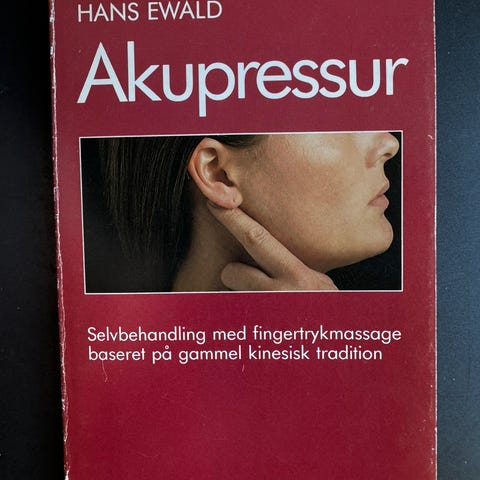 HANS EWALD
Akupressur
Selvbehandling med fingertrykmassage
baseret på gammel kinesisk tradition